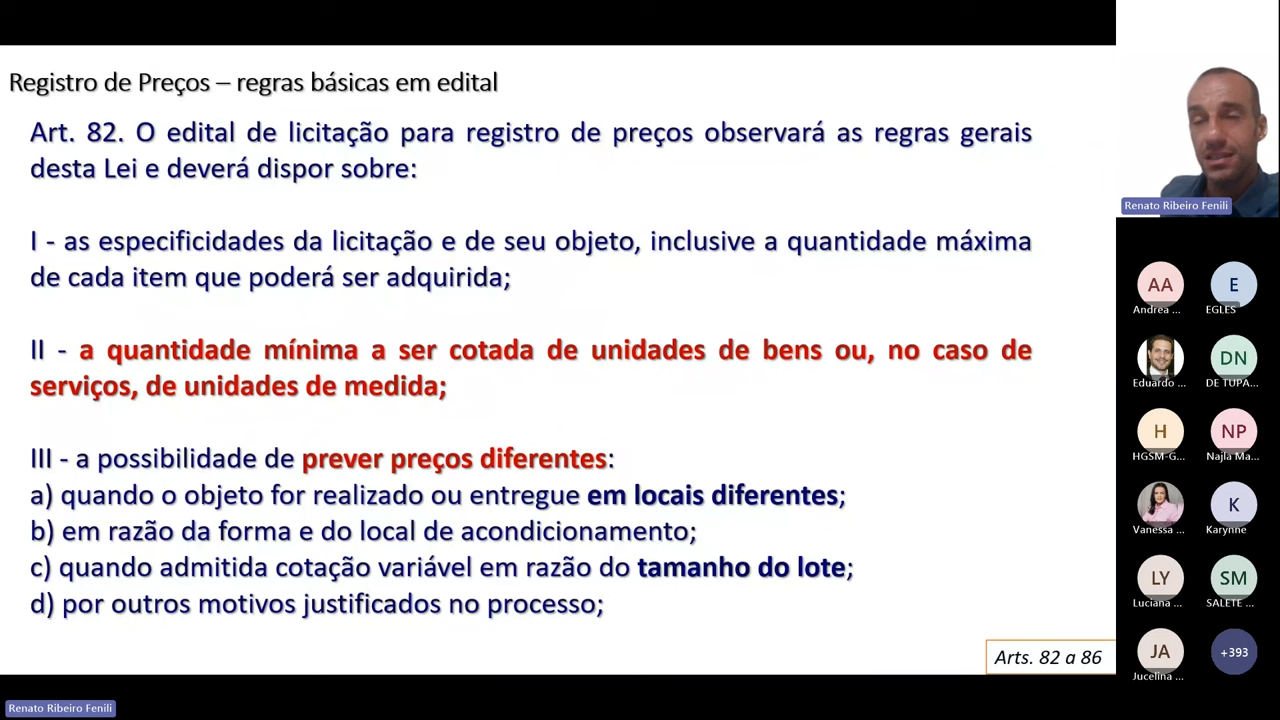 Registro de Preços – regras básicas em edital
Art. 82. O edital de licitação para registro de preços observará as regras gerais
desta Lei e deverá dispor sobre:
I - as especificidades da licitação e de seu objeto, inclusive a quantidade máxima
de cada item que poderá ser adquirida;
II - a quantidade mínima a ser cotada de unidades de bens ou, no caso de
serviços, de unidades de medida;
III - a possibilidade de prever preços diferentes:
a) quando o objeto for realizado ou entregue em locais diferentes;
b) em razão da forma e do local de acondicionamento;
c) quando admitida cotação variável em razão do tamanho do lote;
d) por outros motivos justificados no processo;
Arts. 82 a 86
Renato Ribeiro Fenili
Renato Ribeiro Fenili
AA
E
Andrea ...
EGLES
DN
Eduardo ...
DE TUPA...
H
NP
HGSM-G...
Najla Ma...
K
Vanessa ...
Karynne
LY
SM
Luciana ...
SALETE ...
JA
+393
Jucelina ...